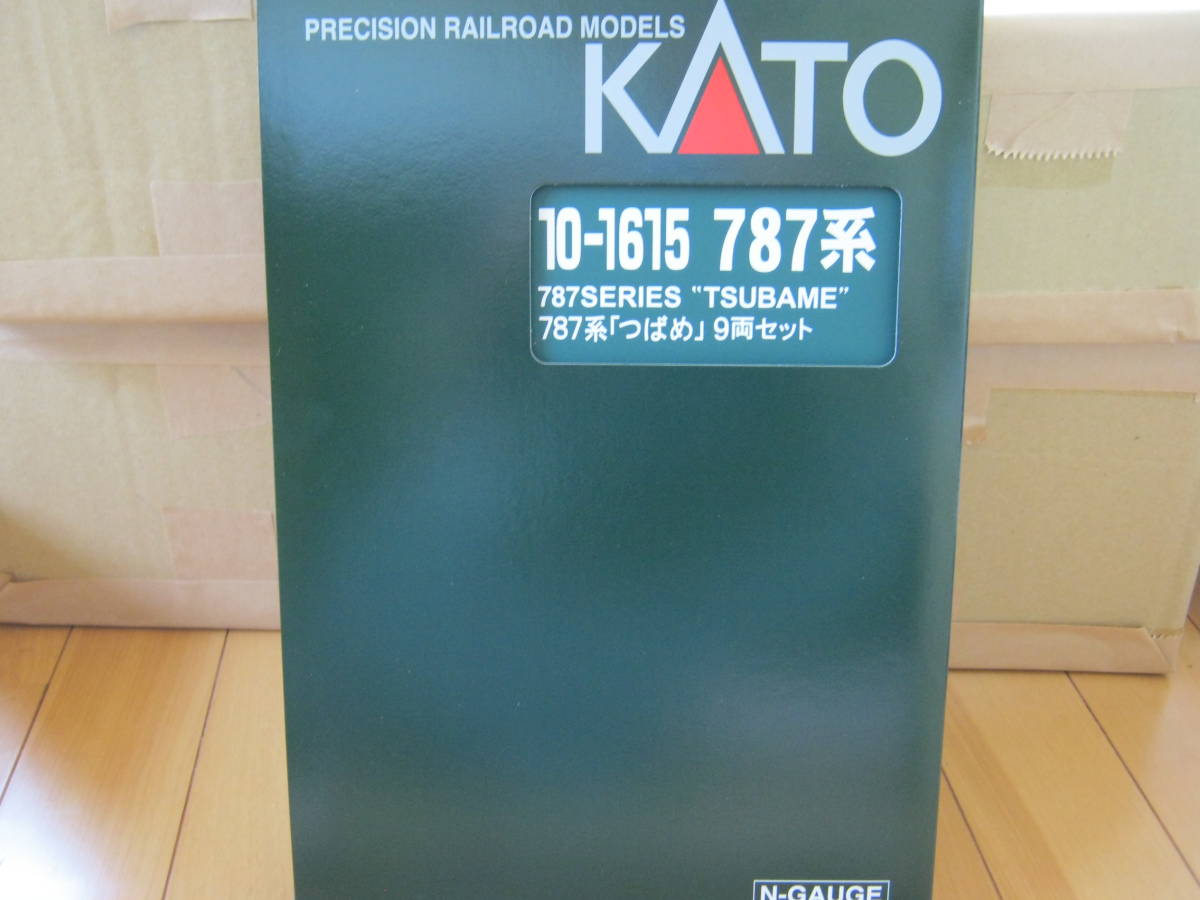 PRECISION RAILROAD MODELS
KATO
10-1615 787系
787SERIES "TSUBAME"
787系「つばめ」9両セット
N-GAUGE